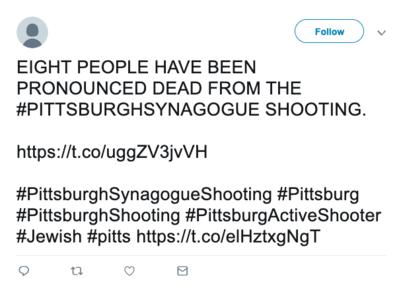 Follow
EIGHT PEOPLE HAVE BEEN
PRONOUNCED DEAD FROM THE
#PITTSBURGHSYNAGOGUE SHOOTING.
https://t.co/uggZV3jvVH
#PittsburghSynagogueShooting #Pittsburg
#PittsburghShooting #PittsburgActiveShooter
#Jewish #pitts https://t.co/elHztxgNgT